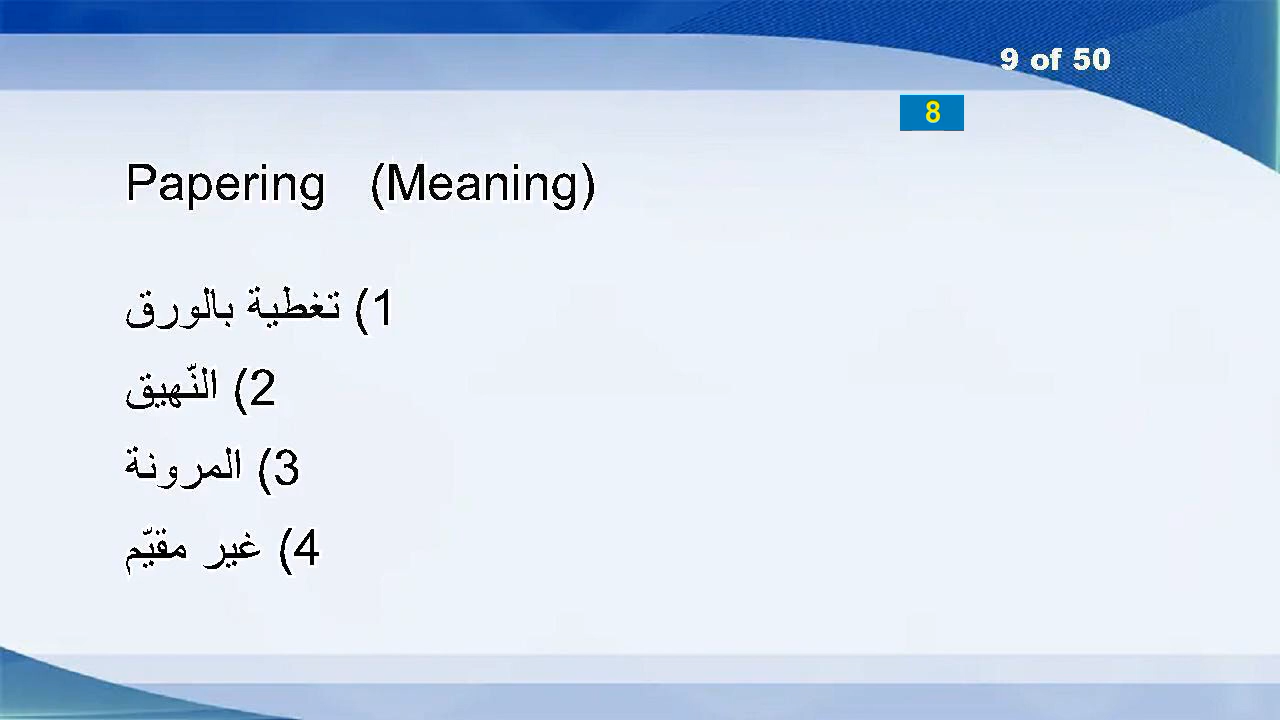 9 of 50
8
Papering (Meaning)
1) تغطية بالورق
2) النّهيق
3) المرونة
4) غير مقيّم